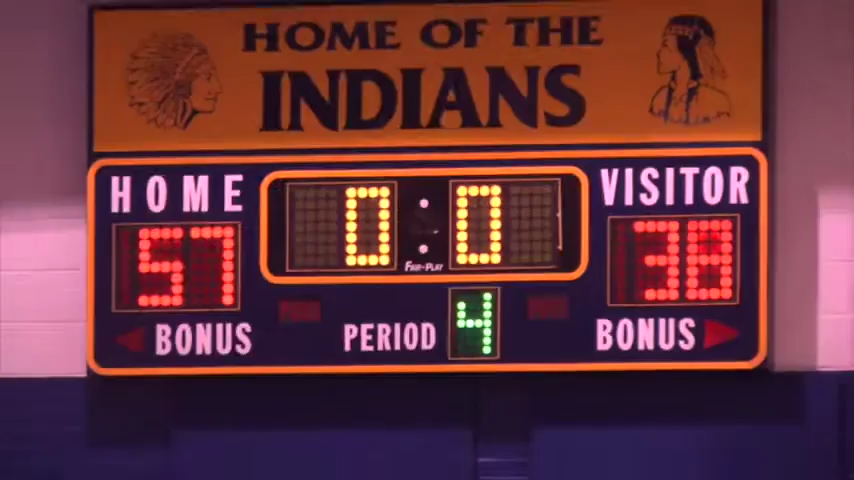 HOME OF THE
INDIANS
HOME VISITOR
57 0:0 38
FAIR-PLAY
BONUS PERIOD 4 BONUS